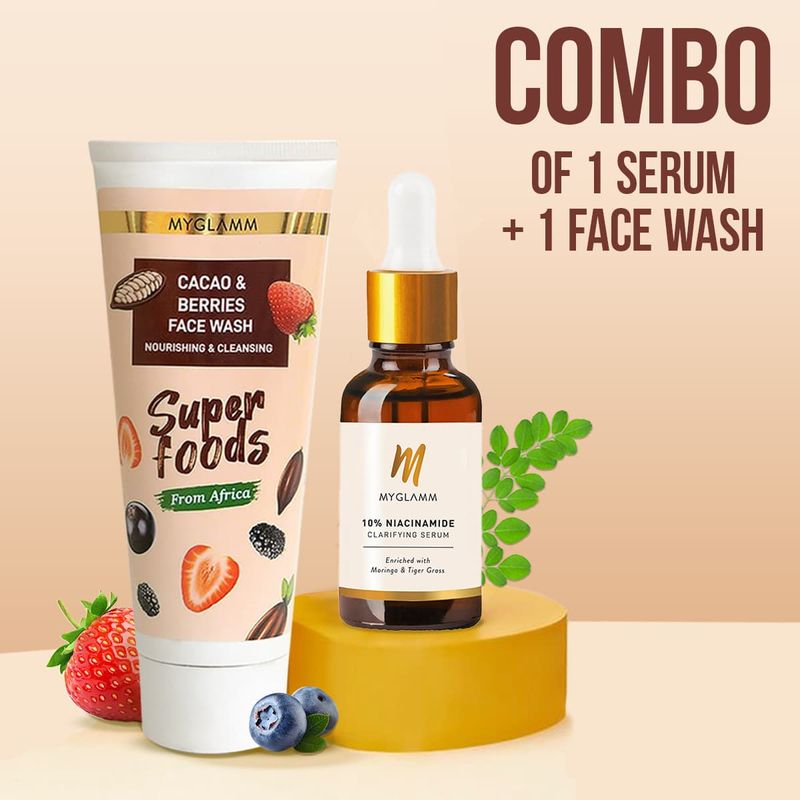 COMBO
OF 1 SERUM
+ 1 FACE WASH
MYGLAMM
CACAO &
BERRIES
FACE WASH
NOURISHING & CLEANSING
Super
foods
From Africa
M
MYGLAMM
10% NIACINAMIDE
CLARIFYING SERUM
Enriched with
Moringa & Tiger Grass